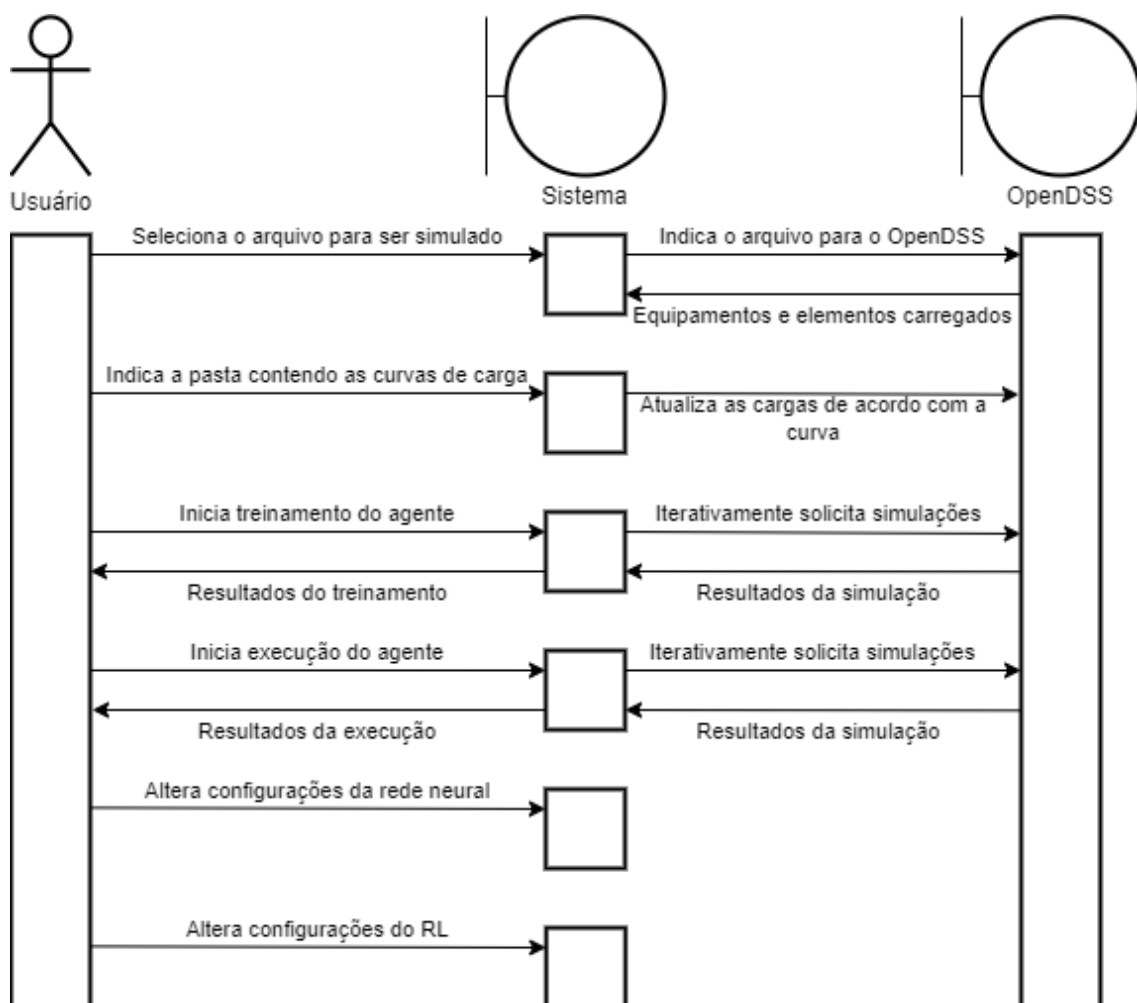 Usuário
Sistema
OpenDSS
Seleciona o arquivo para ser simulado
Indica o arquivo para o OpenDSS
Equipamentos e elementos carregados
Indica a pasta contendo as curvas de carga
Atualiza as cargas de acordo com a
curva
Inicia treinamento do agente
Iterativamente solicita simulações
Resultados do treinamento
Resultados da simulação
Inicia execução do agente
Iterativamente solicita simulações
Resultados da execução
Resultados da simulação
Altera configurações da rede neural
Altera configurações do RL